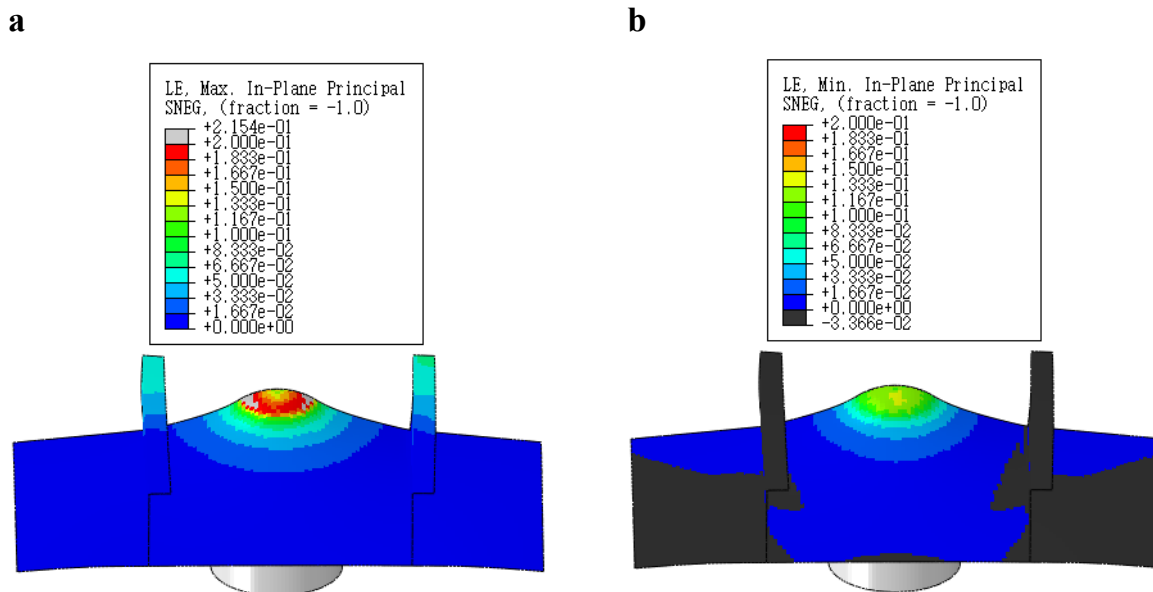 a
LE, Max. In-Plane Principal
SNEG, (fraction = -1.0)
+2.154e-01
+2.000e-01
+1.833e-01
+1.667e-01
+1.500e-01
+1.333e-01
+1.167e-01
+1.000e-01
+8.333e-02
+6.667e-02
+5.000e-02
+3.333e-02
+1.667e-02
+0.000e+00
b
LE, Min. In-Plane Principal
SNEG, (fraction = -1.0)
+2.000e-01
+1.833e-01
+1.667e-01
+1.500e-01
+1.333e-01
+1.167e-01
+1.000e-01
+8.333e-02
+6.667e-02
+5.000e-02
+3.333e-02
+1.667e-02
+0.000e+00
-3.366e-02